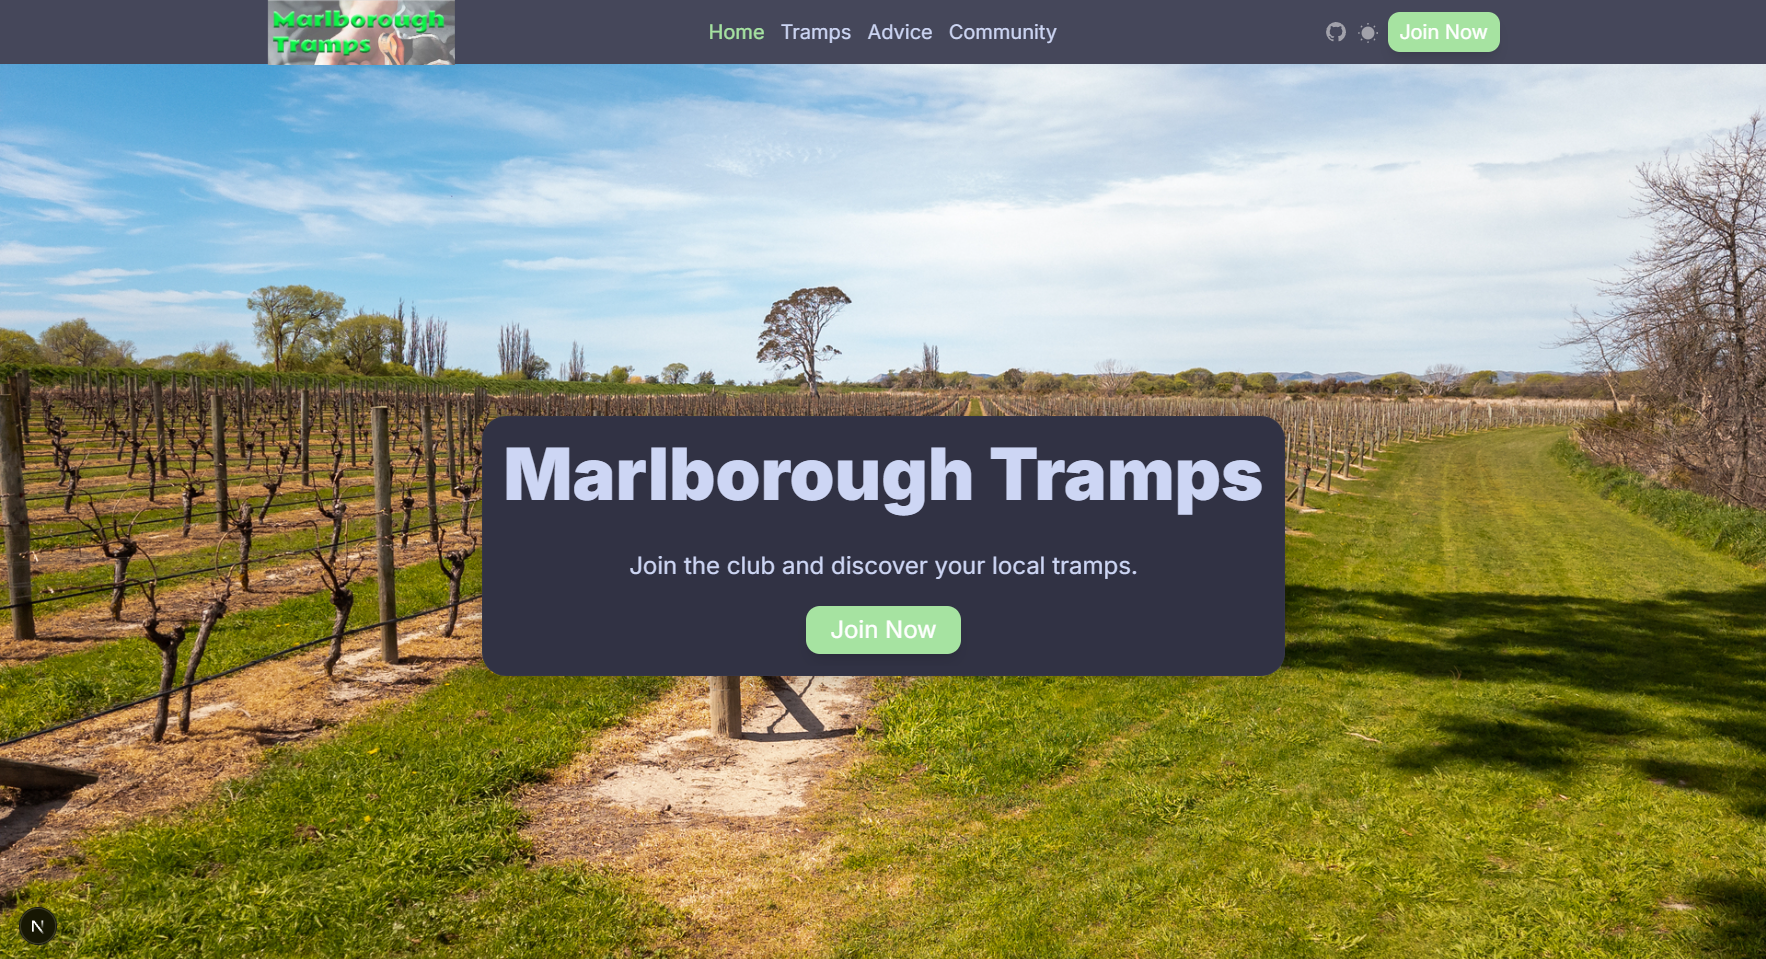 Marlborough
Tramps
Home Tramps Advice Community
Join Now
Marlborough Tramps
Join the club and discover your local tramps.
Join Now
N